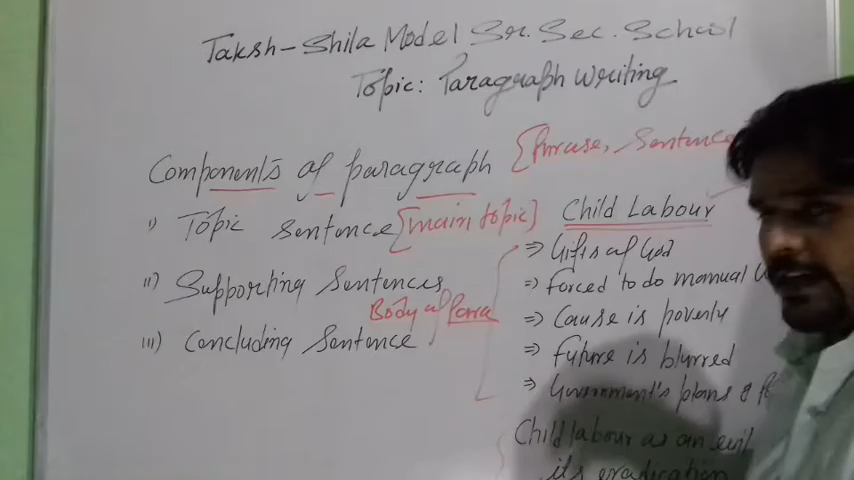 Taksh-Shila Model Sr. Sec. School
Topic: Paragraph Writing
Components of paragraph [Phrase, Sentence
i) Topic sentence [main topic]
ii) Supporting Sentences
Body of Para
iii) Concluding Sentence
Child Labour
⇒ Gifts of God
⇒ Forced to do manual
⇒ Cause is poverty
⇒ Future is blurred
⇒ Government's plans &
Child labour as an evil
its eradication